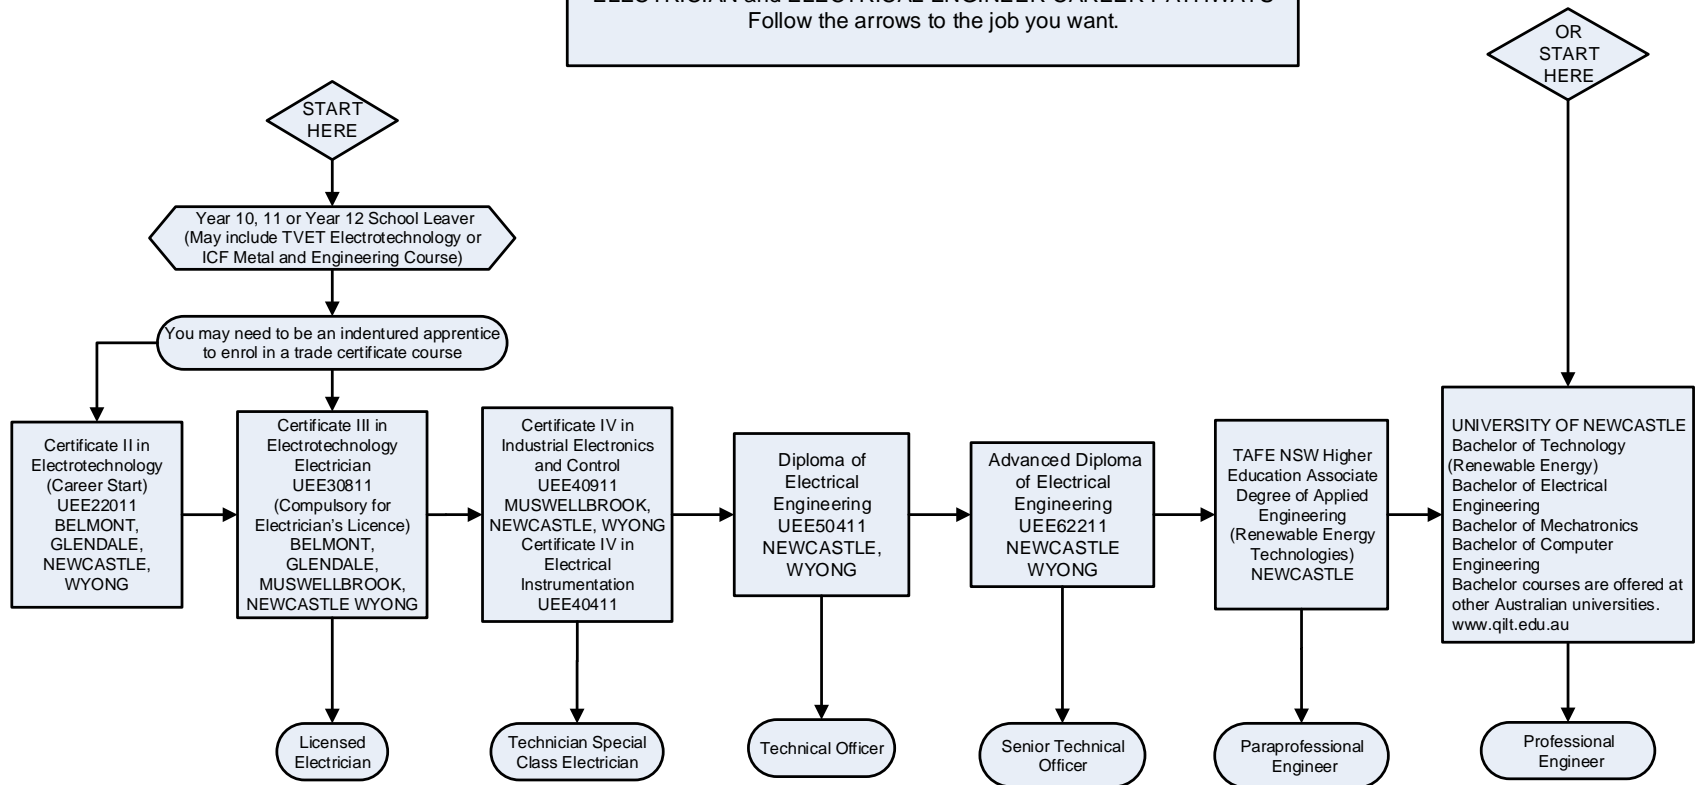 ELECTRICIAN and ELECTRICAL ENGINEER CAREER PATHWAYS
Follow the arrows to the job you want.
OR
START
HERE
START
HERE
Year 10, 11 or Year 12 School Leaver
(May include TVET Electrotechnology or
ICF Metal and Engineering Course)
You may need to be an indentured apprentice
to enrol in a trade certificate course
Certificate II in
Electrotechnology
(Career Start)
UEE22011
BELMONT,
GLENDALE,
NEWCASTLE,
WYONG
Certificate III in
Electrotechnology
Electrician
UEE30811
(Compulsory for
Electrician's Licence)
BELMONT,
GLENDALE,
MUSWELLBROOK,
NEWCASTLE WYONG
Certificate IV in
Industrial Electronics
and Control
UEE40911
MUSWELLBROOK,
NEWCASTLE, WYONG
Certificate IV in
Electrical
Instrumentation
UEE40411
Diploma of
Electrical
Engineering
UEE50411
NEWCASTLE,
WYONG
Advanced Diploma
of Electrical
Engineering
UEE62211
NEWCASTLE
WYONG
TAFE NSW Higher
Education Associate
Degree of Applied
Engineering
(Renewable Energy
Technologies)
NEWCASTLE
UNIVERSITY OF NEWCASTLE
Bachelor of Technology
(Renewable Energy)
Bachelor of Electrical
Engineering
Bachelor of Mechatronics
Bachelor of Computer
Engineering
Bachelor courses are offered at
other Australian universities.
www.qilt.edu.au
Licensed
Electrician
Technician Special
Class Electrician
Technical Officer
Senior Technical
Officer
Paraprofessional
Engineer
Professional
Engineer